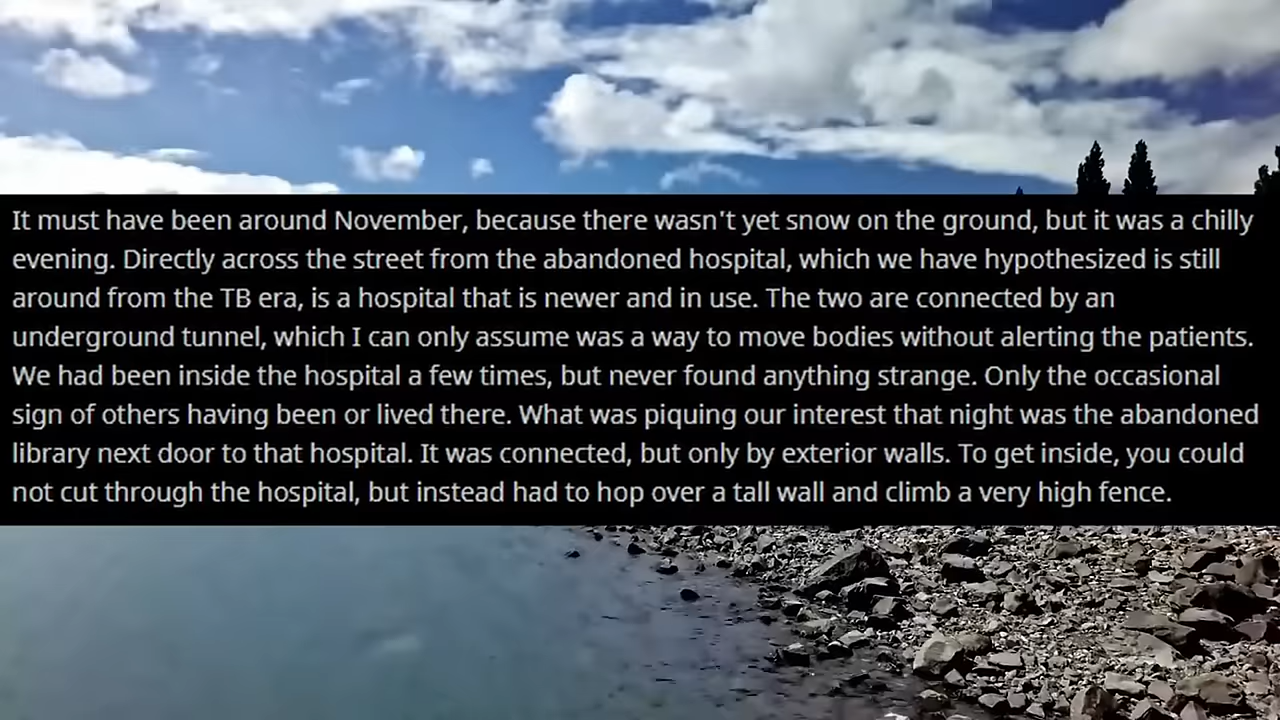 It must have been around November, because there wasn't yet snow on the ground, but it was a chilly
evening. Directly across the street from the abandoned hospital, which we have hypothesized is still
around from the TB era, is a hospital that is newer and in use. The two are connected by an
underground tunnel, which I can only assume was a way to move bodies without alerting the patients.
We had been inside the hospital a few times, but never found anything strange. Only the occasional
sign of others having been or lived there. What was piquing our interest that night was the abandoned
library next door to that hospital. It was connected, but only by exterior walls. To get inside, you could
not cut through the hospital, but instead had to hop over a tall wall and climb a very high fence.